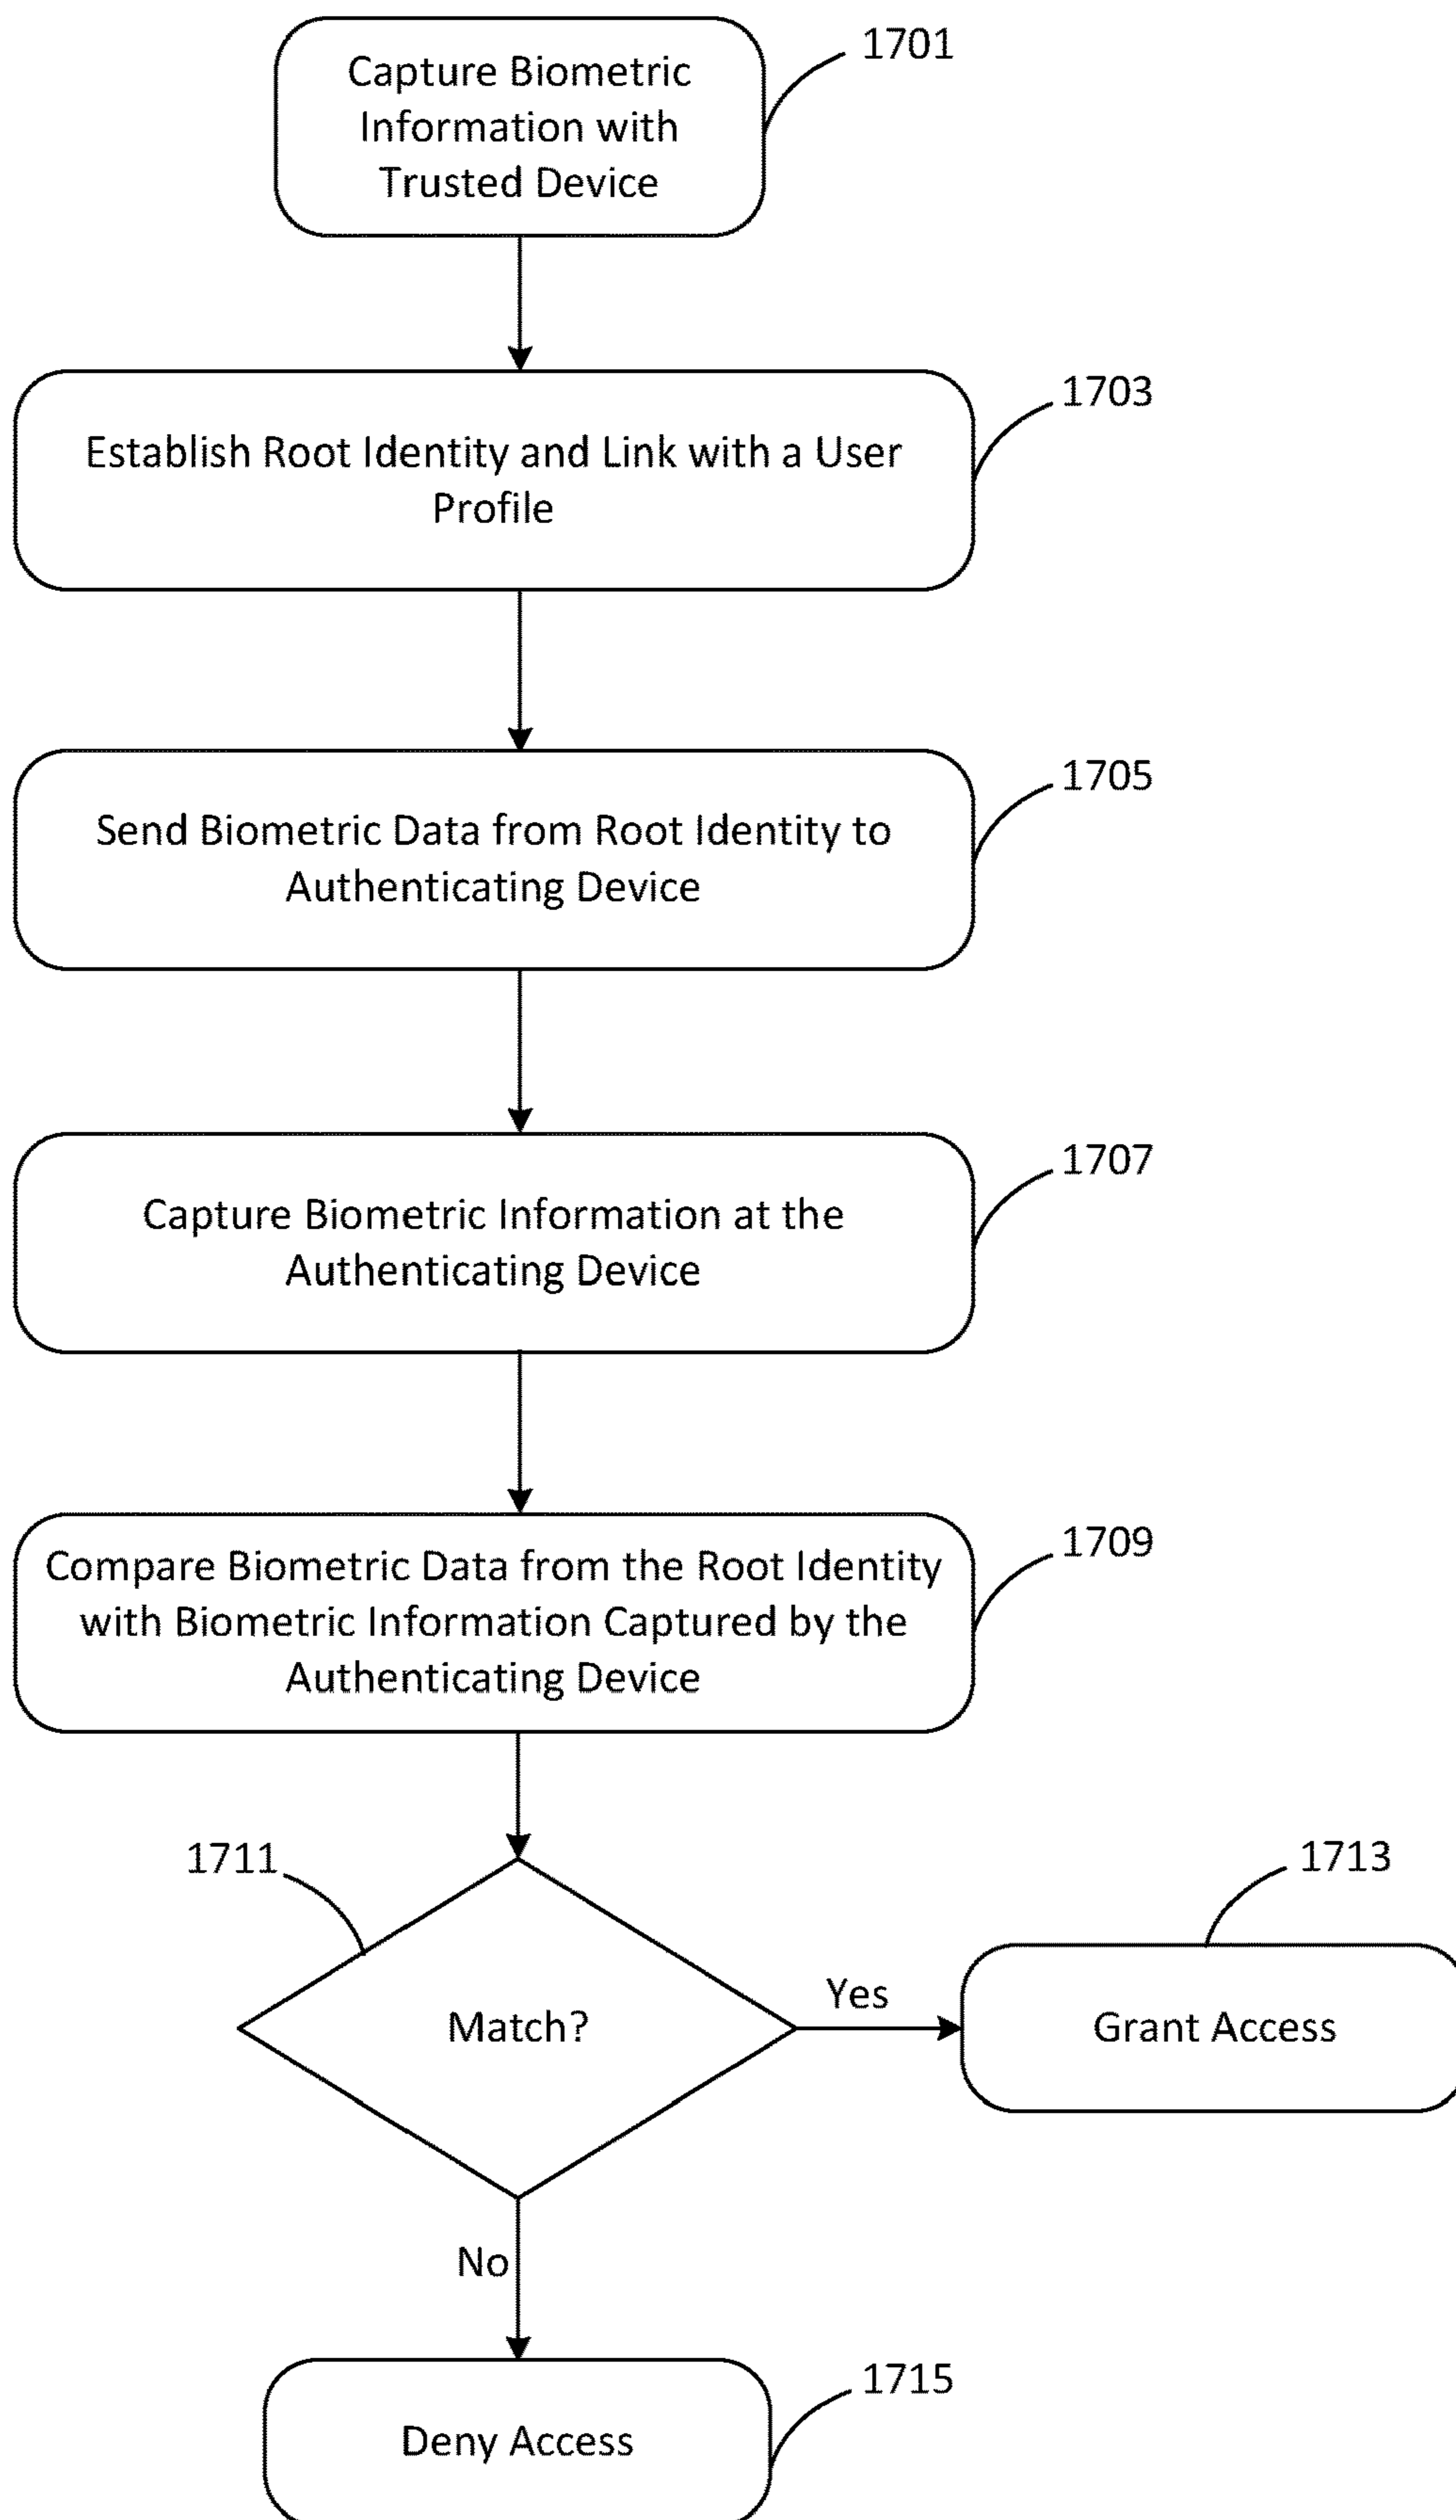 Capture Biometric
Information with
Trusted Device
1701
Establish Root Identity and Link with a User
Profile
1703
Send Biometric Data from Root Identity to
Authenticating Device
1705
Capture Biometric Information at the
Authenticating Device
1707
Compare Biometric Data from the Root Identity
with Biometric Information Captured by the
Authenticating Device
1709
1711
Match?
Yes
1713
Grant Access
No
Deny Access
1715